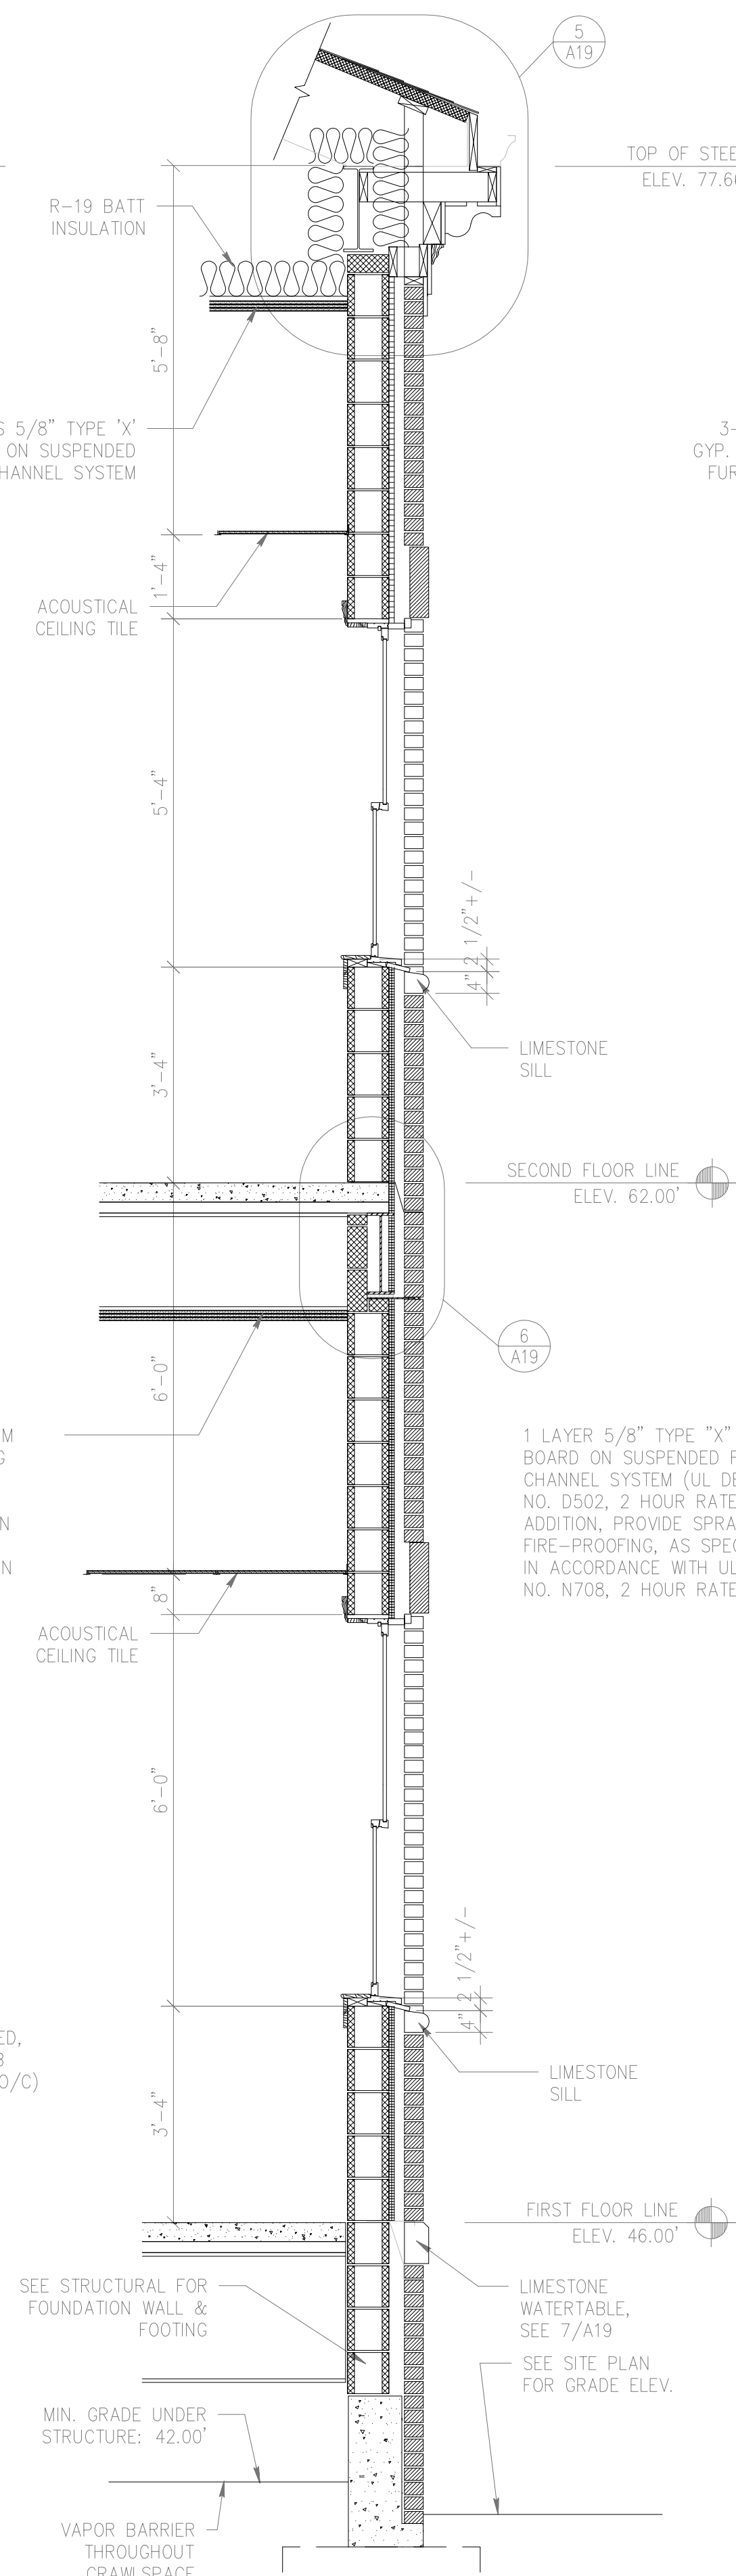 5
A19
TOP OF STEE
ELEV. 77.66
R-19 BATT
INSULATION
5'-8"
S 5/8" TYPE 'X'
ON SUSPENDED
HANNEL SYSTEM
3-
GYP.
FUR
1'-4"
ACOUSTICAL
CEILING TILE
5'-4"
2 1/2"+/-
4"
LIMESTONE
SILL
3'-4"
SECOND FLOOR LINE
ELEV. 62.00'
6
A19
6'-0"
M
G
N
N
1 LAYER 5/8" TYPE "X"
BOARD ON SUSPENDED F
CHANNEL SYSTEM (UL DE
NO. D502, 2 HOUR RATE
ADDITION, PROVIDE SPRA
FIRE-PROOFING, AS SPEC
IN ACCORDANCE WITH UL
NO. N708, 2 HOUR RATE
8"
ACOUSTICAL
CEILING TILE
6'-0"
2 1/2"+/-
4"
ED,
3
O/C)
LIMESTONE
SILL
3'-4"
FIRST FLOOR LINE
ELEV. 46.00'
SEE STRUCTURAL FOR
FOUNDATION WALL &
FOOTING
LIMESTONE
WATERTABLE,
SEE 7/A19
SEE SITE PLAN
FOR GRADE ELEV.
MIN. GRADE UNDER
STRUCTURE: 42.00'
VAPOR BARRIER
THROUGHOUT
CRAWLSPACE